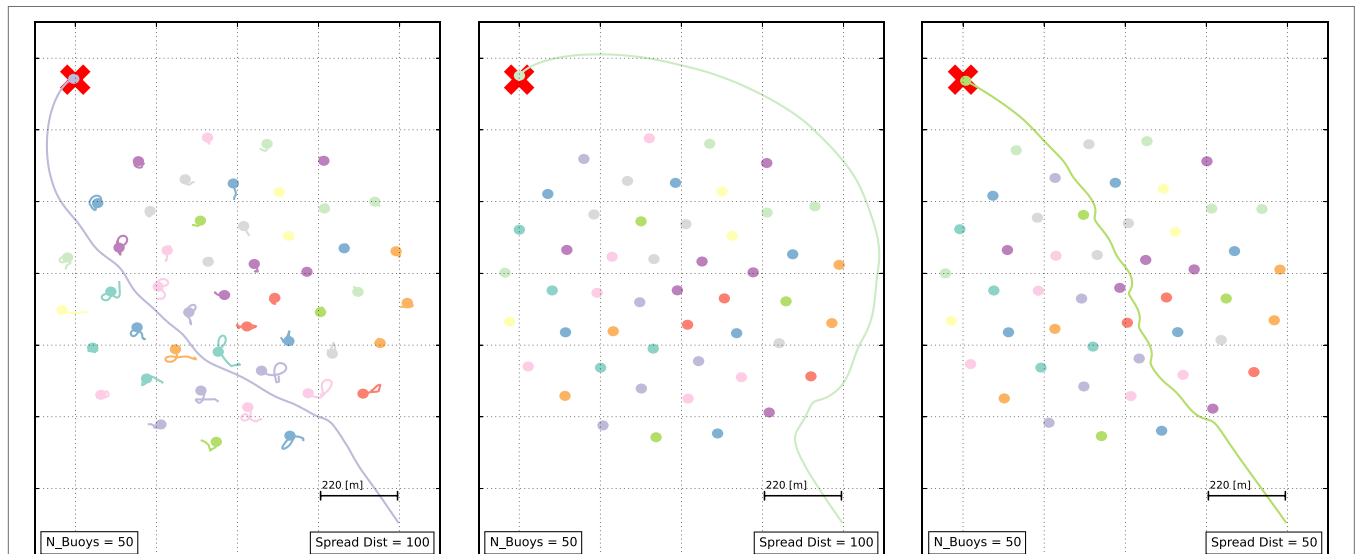 220 [m]
N_Buoys = 50
Spread Dist = 100
220 [m]
N_Buoys = 50
Spread Dist = 100
220 [m]
N_Buoys = 50
Spread Dist = 50